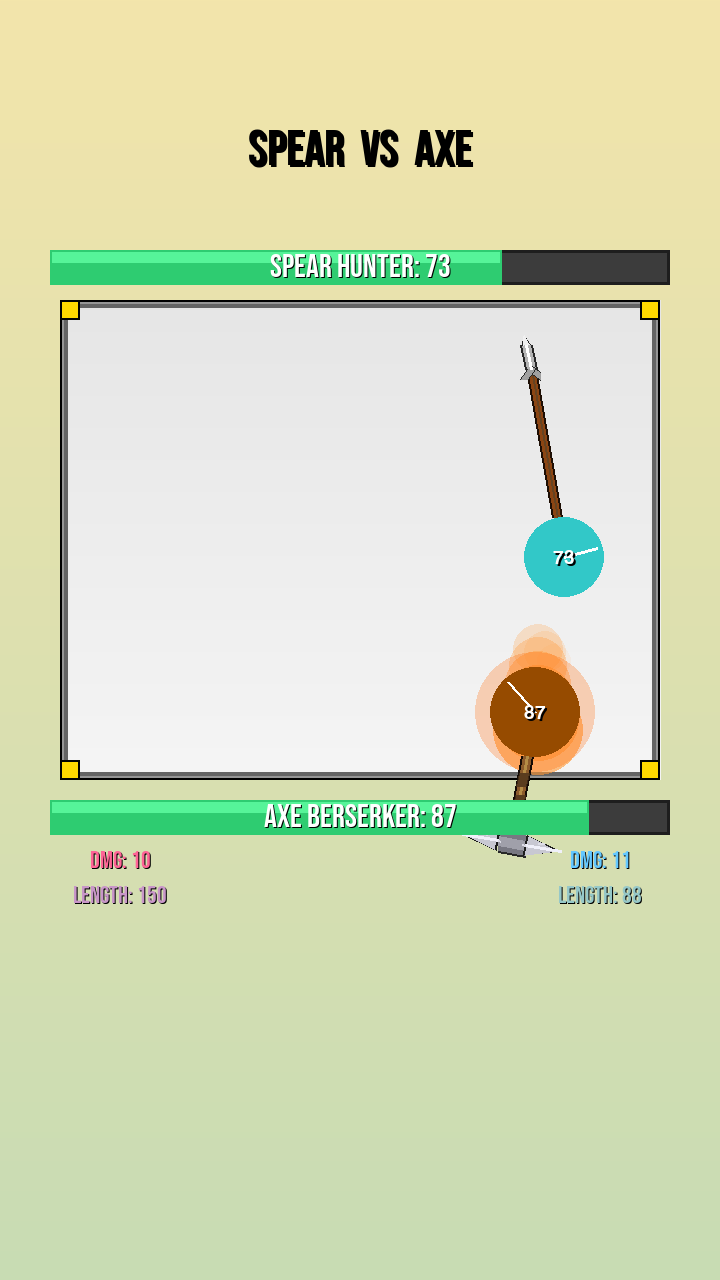 SPEAR VS AXE
SPEAR HUNTER: 73
73
87
AXE BERSERKER: 87
DMG: 10
DMG: 11
LENGTH: 150
LENGTH: 88